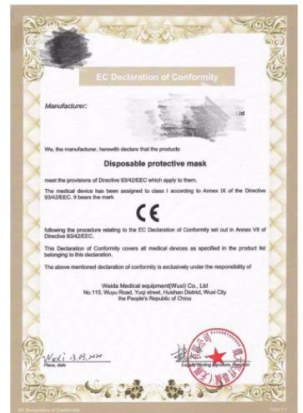 EC Declaration of Conformity
Manufacturer:
Ltd
We, the manufacturer, herewith declare that the products
Disposable protective mask
meet the provisions of Directive 93/42/EEC which apply to them.
The medical device has been assigned to class I according to Annex IX of the Directive
93/42/EEC. It bears the mark
CE
following the procedure relating to the EC Declaration of Conformity set out in Annex VII of
Directive 93/42/EEC.
This Declaration of Conformity covers all medical devices as specified in the product list
belonging to this declaration.
The above mentioned declaration of conformity is exclusively under the responsibility of
Weida Medical equipment(Wuxi) Co., Ltd
No.115, Wuyu Road, Yuqi street, Huishan District, Wuxi City
the People's Republic of China
Wuxi
Place, date
EC Declaration of Conformity